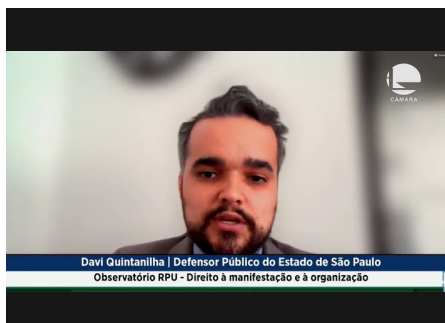 CÂMARA
Davi Quintanilha | Defensor Público do Estado de São Paulo
Observatório RPU - Direito à manifestação e à organização